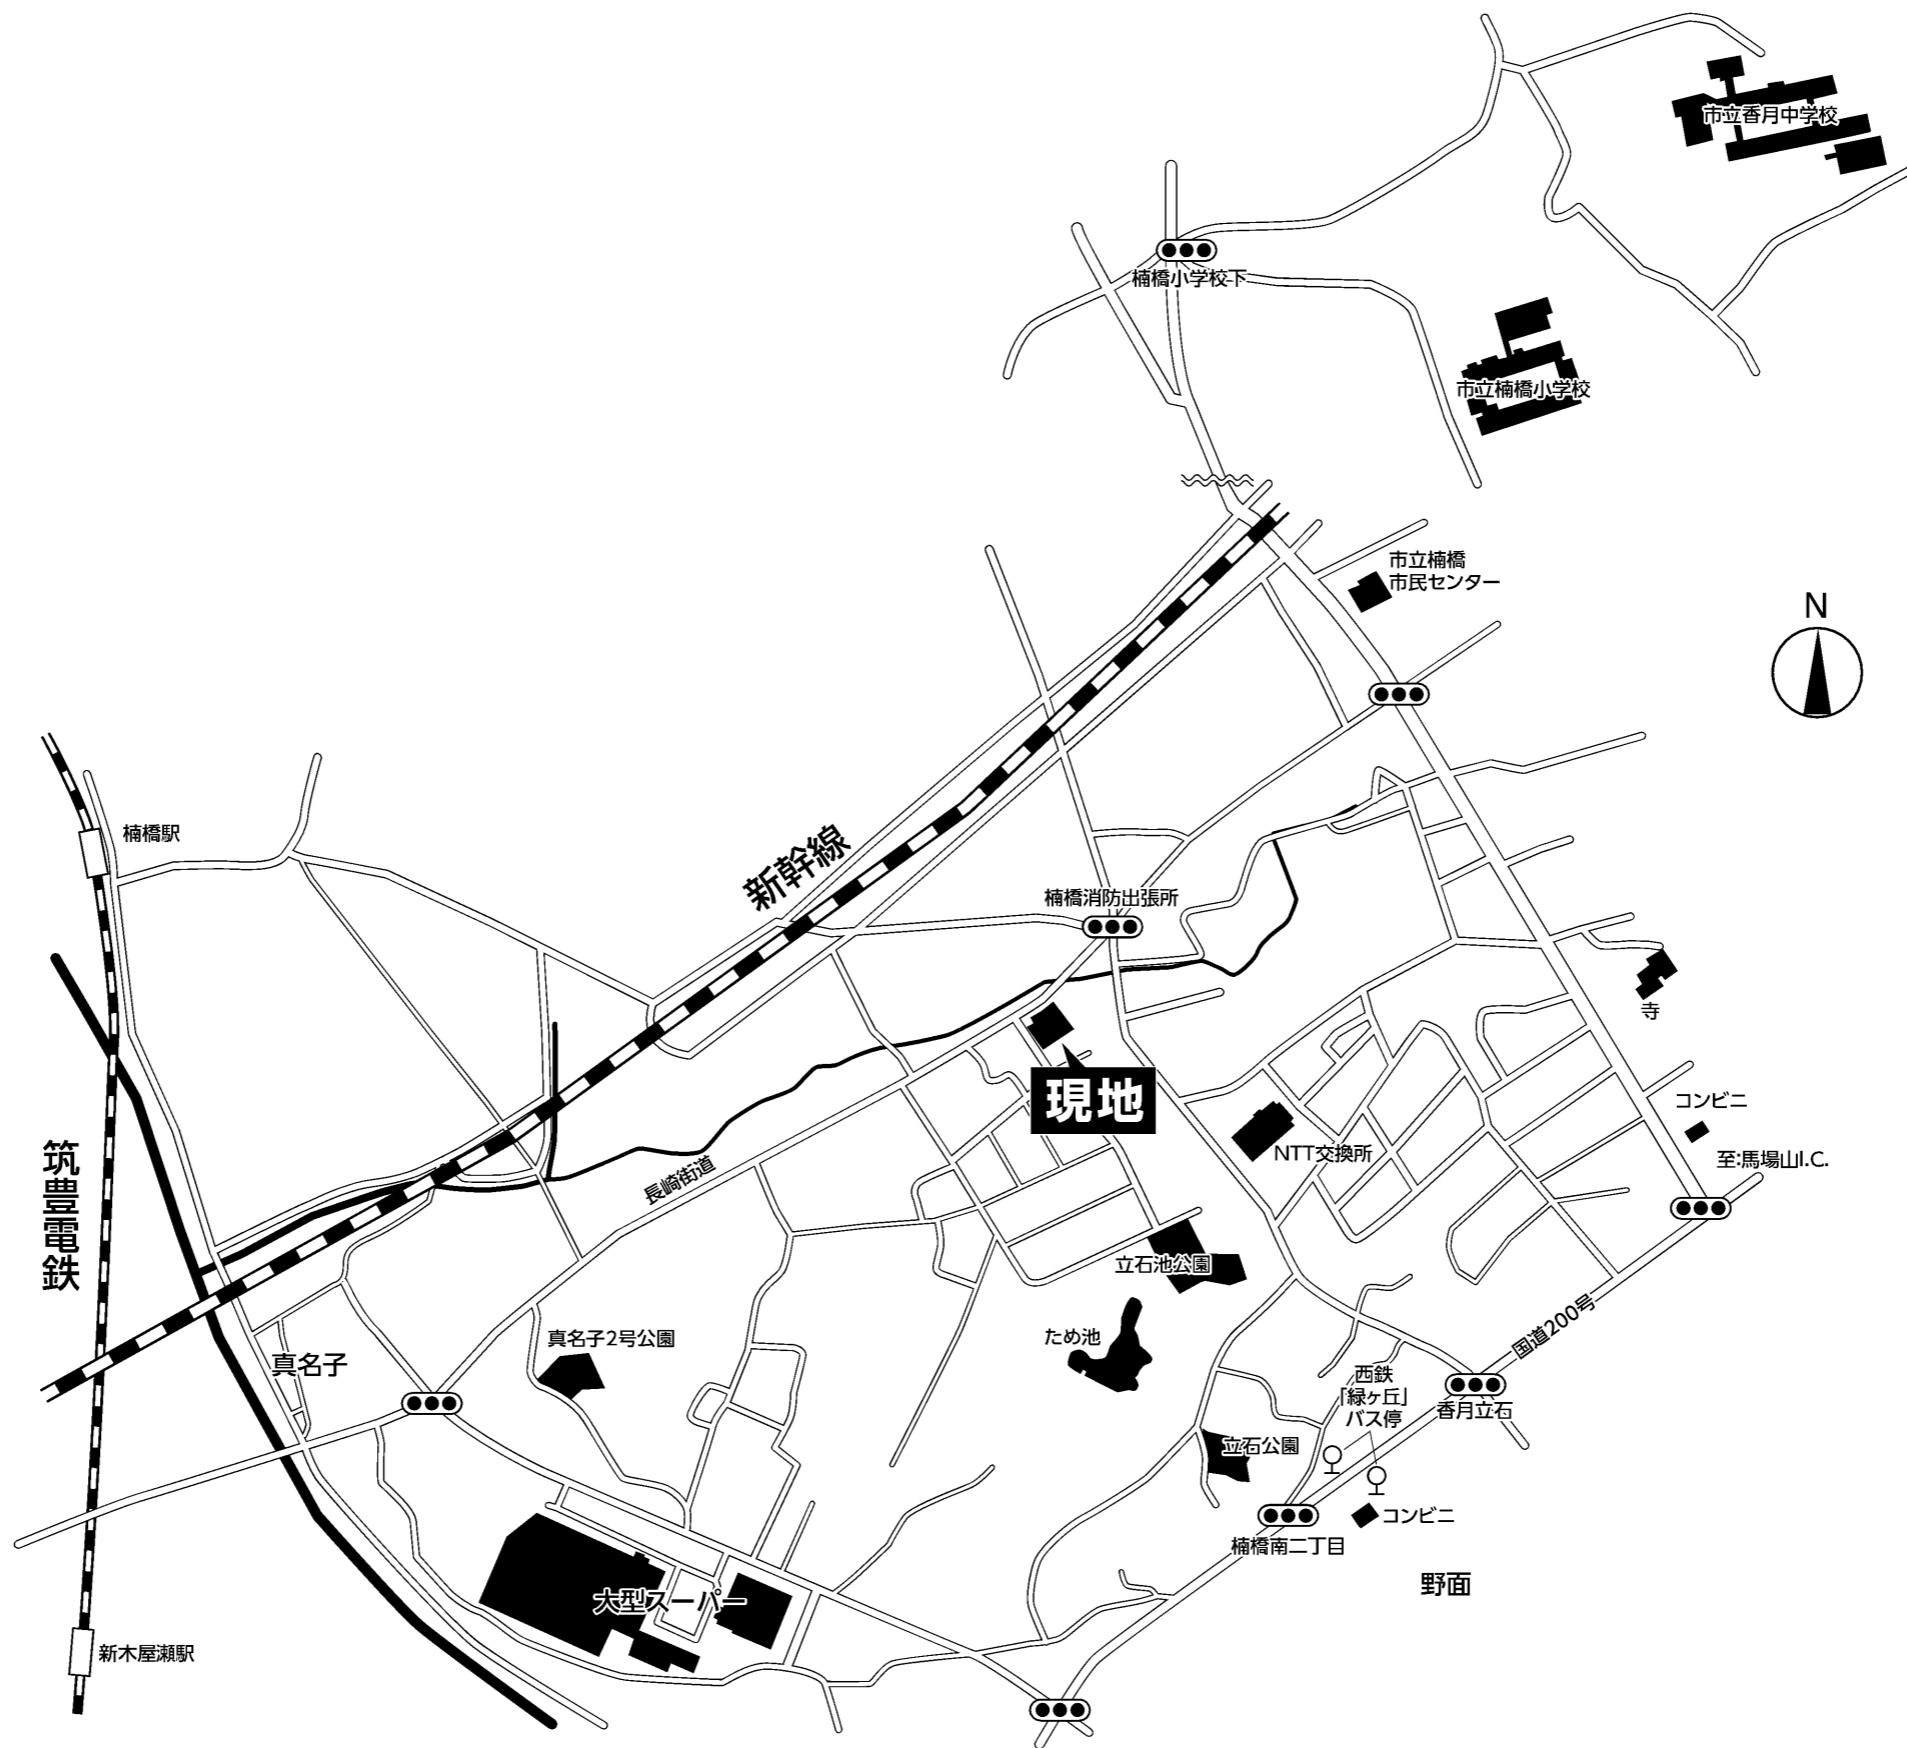 市立香月中学校
楠橋小学校下
市立楠橋小学校
市立楠橋
市民センター
N
楠橋駅
新幹線
楠橋消防出張所
寺
現地
コンビニ
NTT交換所
至:馬場山I.C.
長崎街道
筑豊電鉄
立石池公園
国道200号
真名子2号公園
ため池
真名子
西鉄
「緑ヶ丘」
バス停
香月立石
立石公園
コンビニ
楠橋南二丁目
野面
大型スーパー
新木屋瀬駅